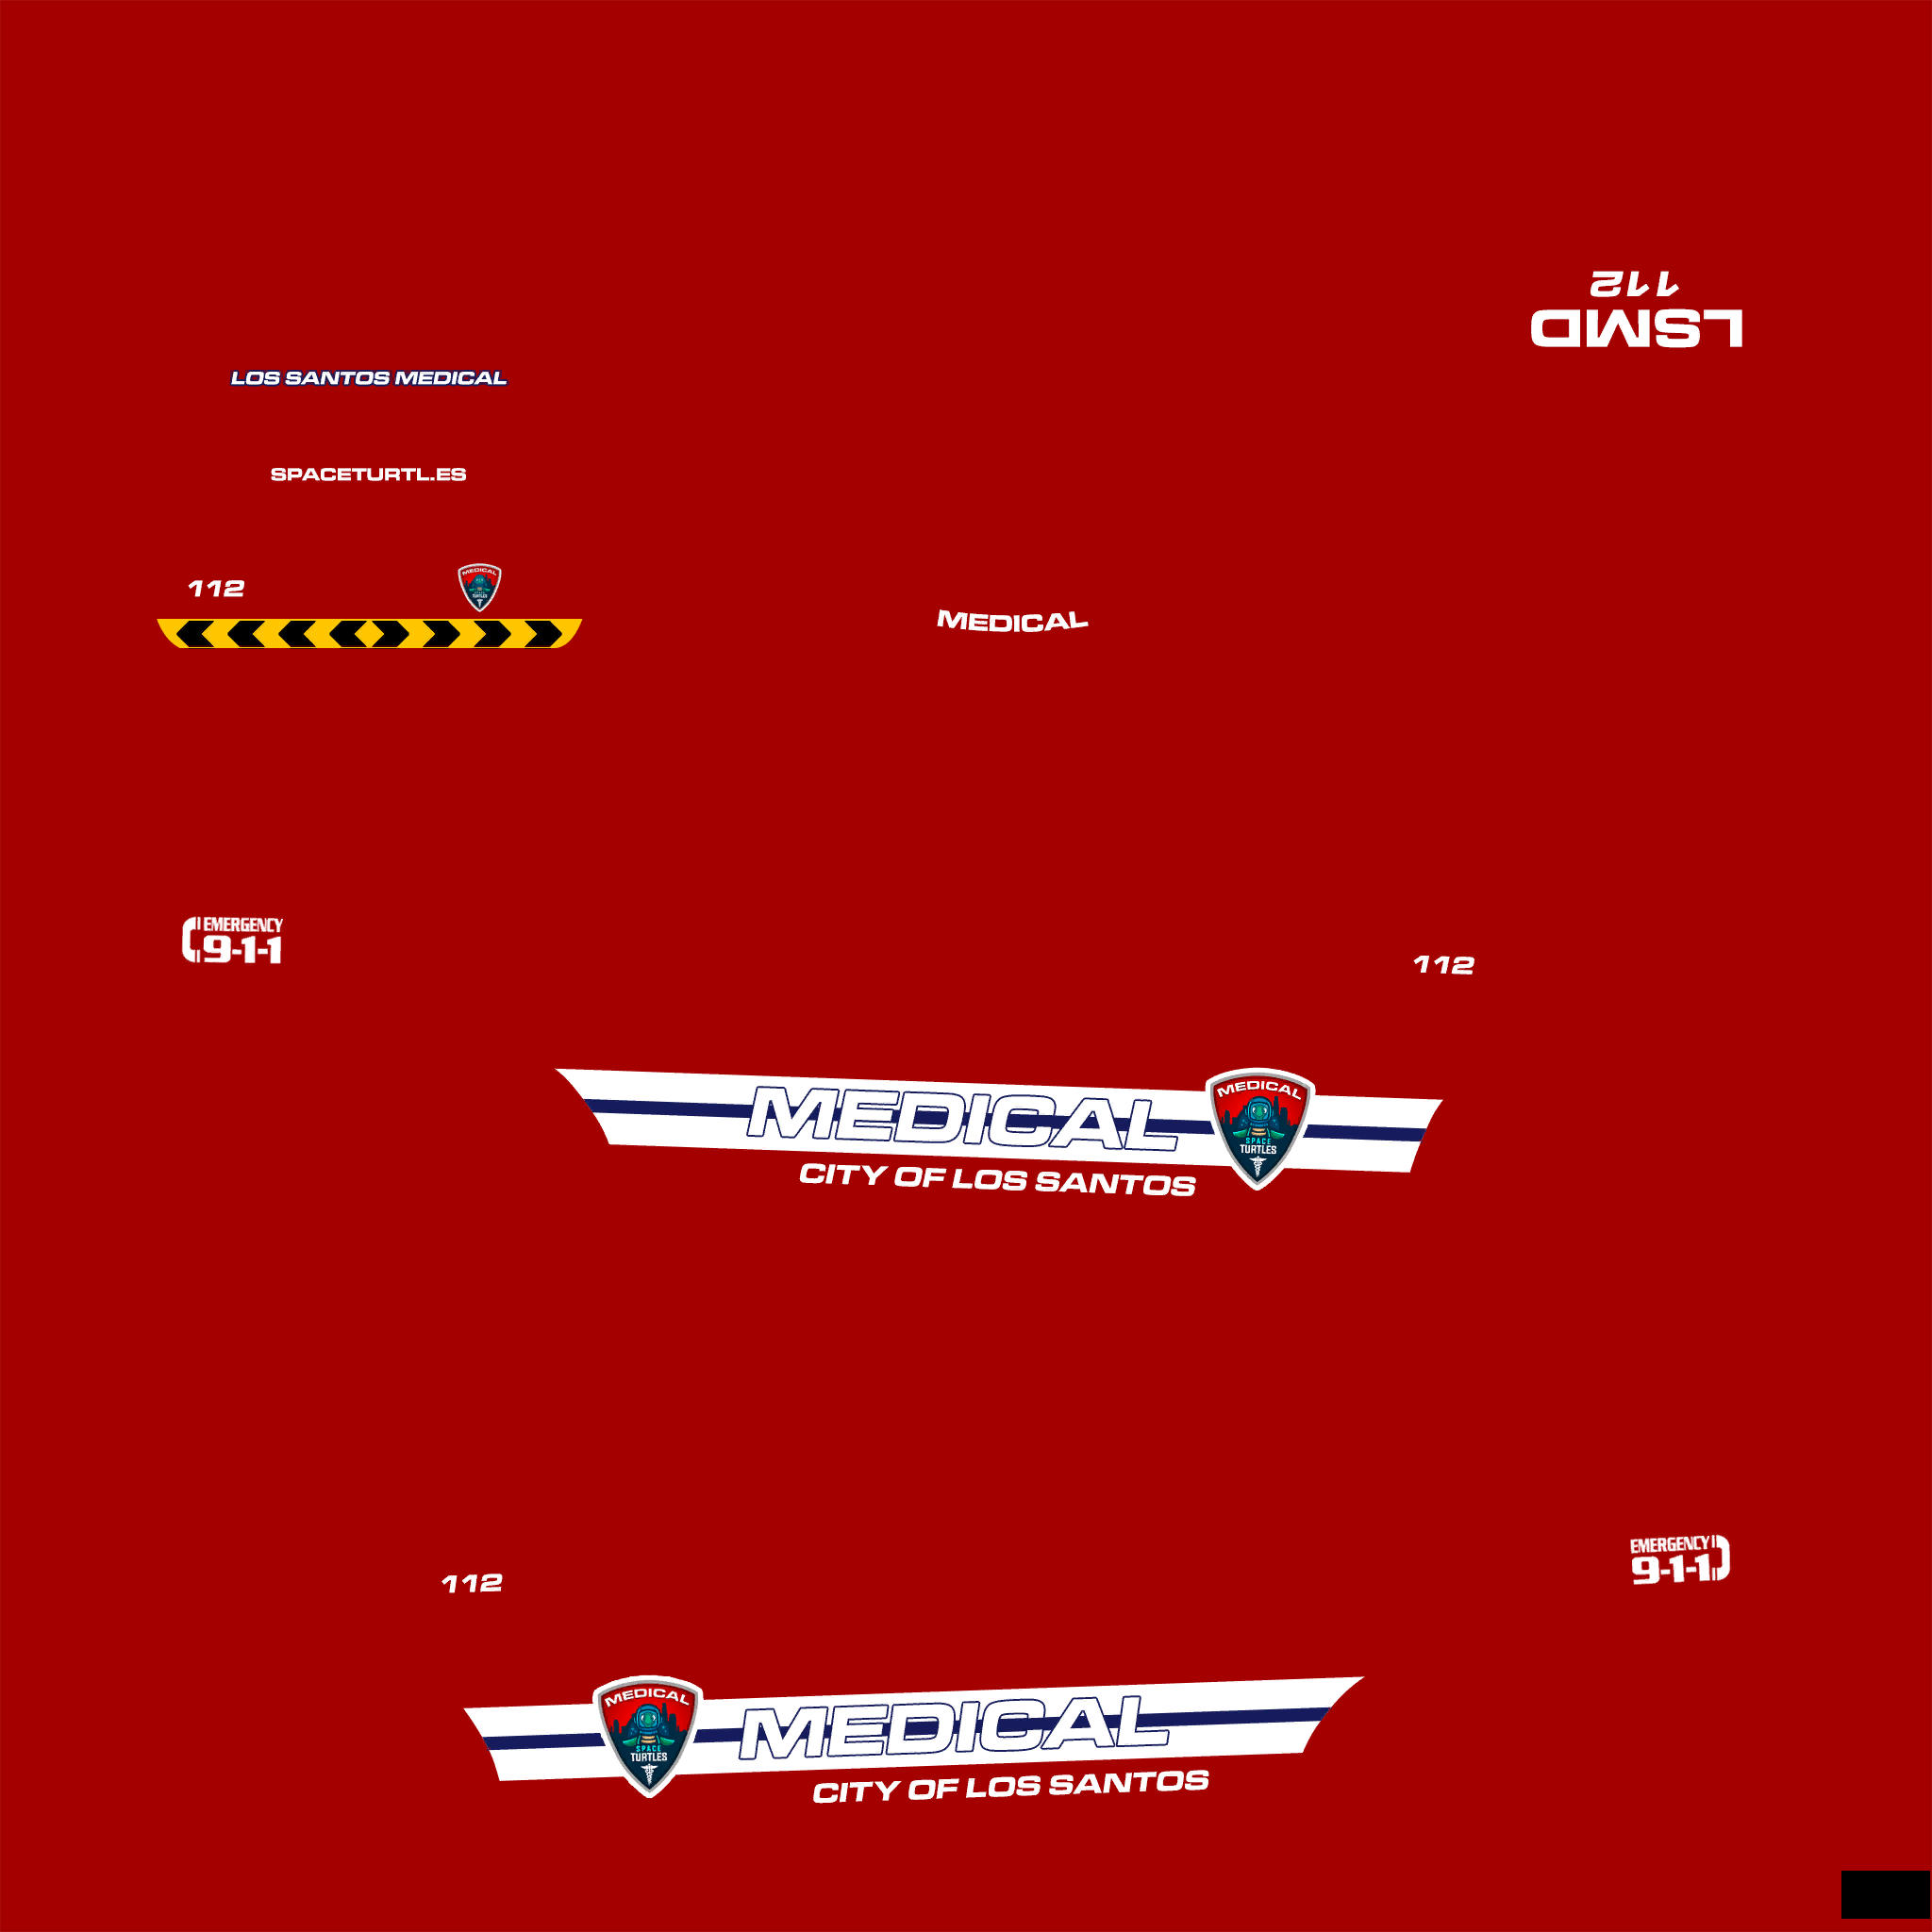 112
LSMD
LOS SANTOS MEDICAL
SPACETURTL.ES
112
MEDICAL
SPACE
TURTLES
MEDICAL
EMERGENCY
9-1-1
112
MEDICAL
MEDICAL
SPACE
TURTLES
CITY OF LOS SANTOS
EMERGENCY
9-1-1
112
MEDICAL
SPACE
TURTLES
MEDICAL
CITY OF LOS SANTOS